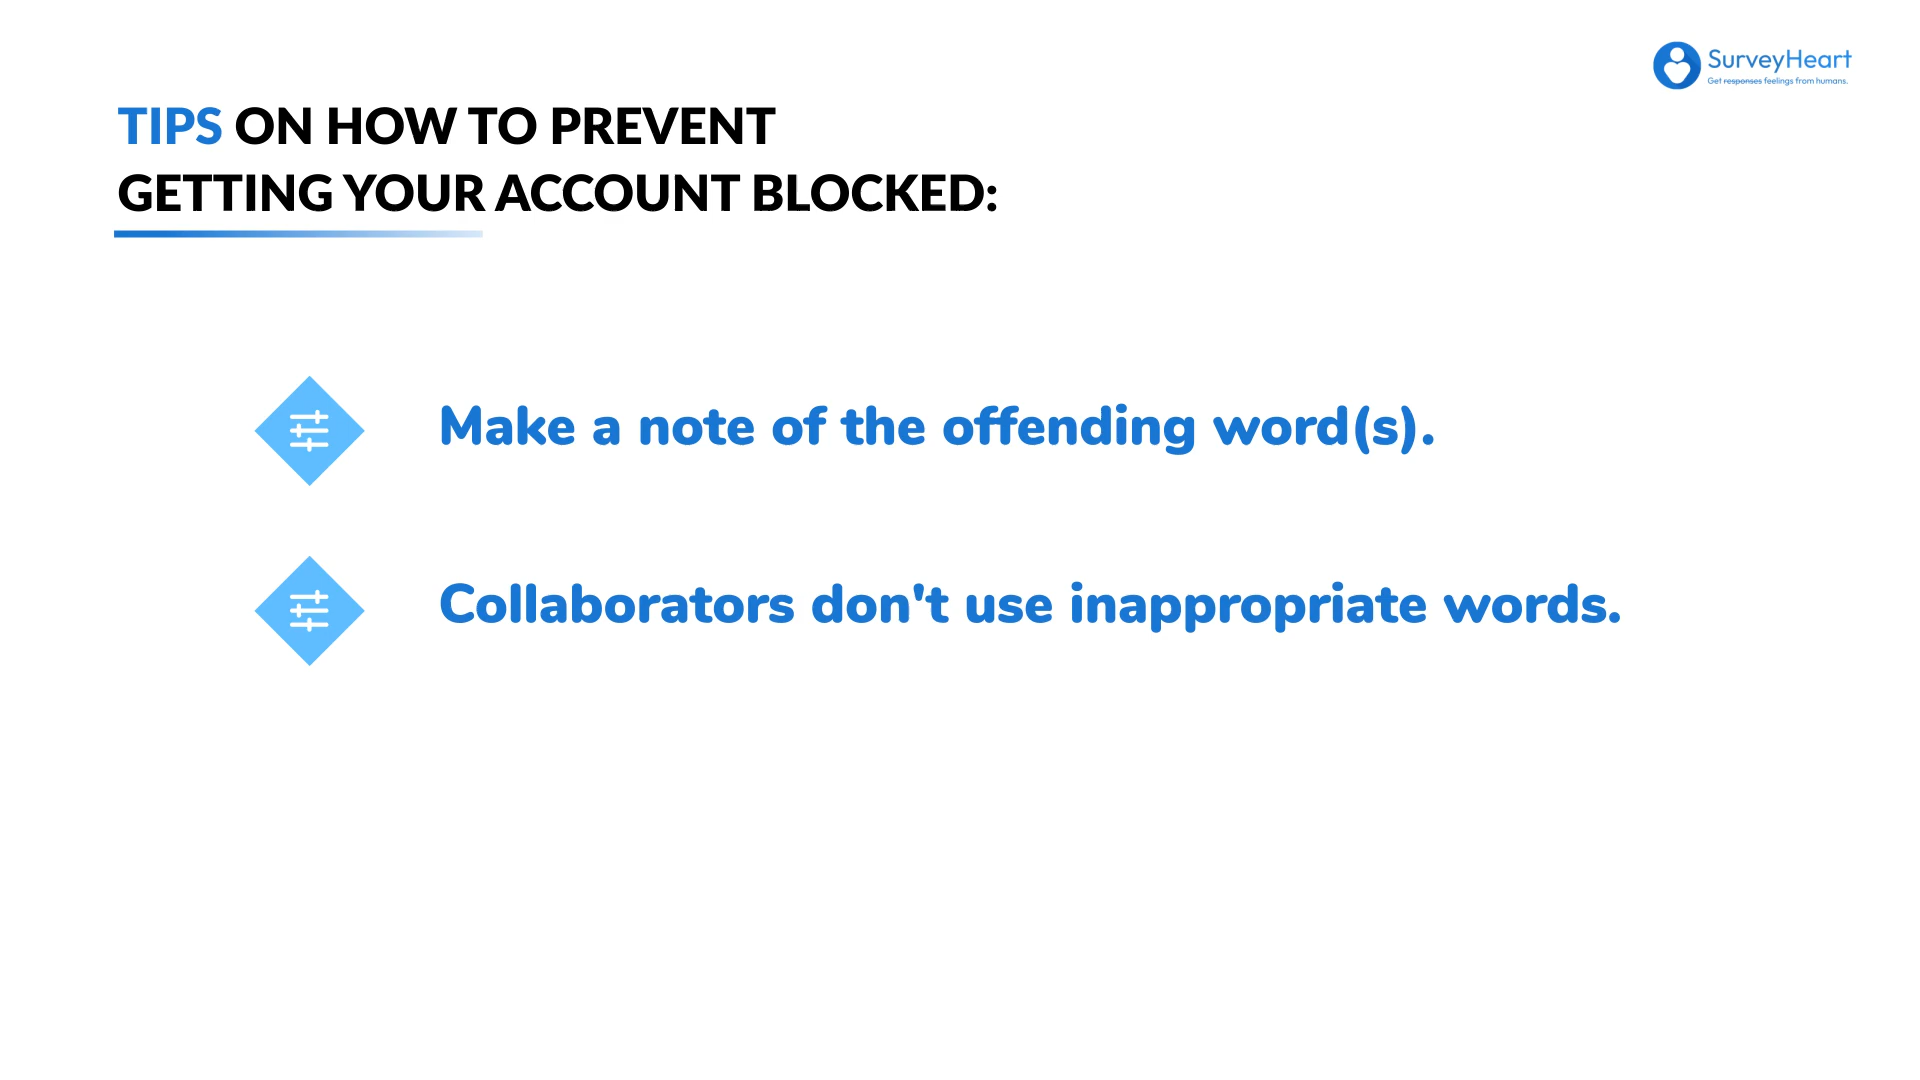 SurveyHeart
Get responses feelings from humans.
TIPS ON HOW TO PREVENT
GETTING YOUR ACCOUNT BLOCKED:
Make a note of the offending word(s).
Collaborators don't use inappropriate words.